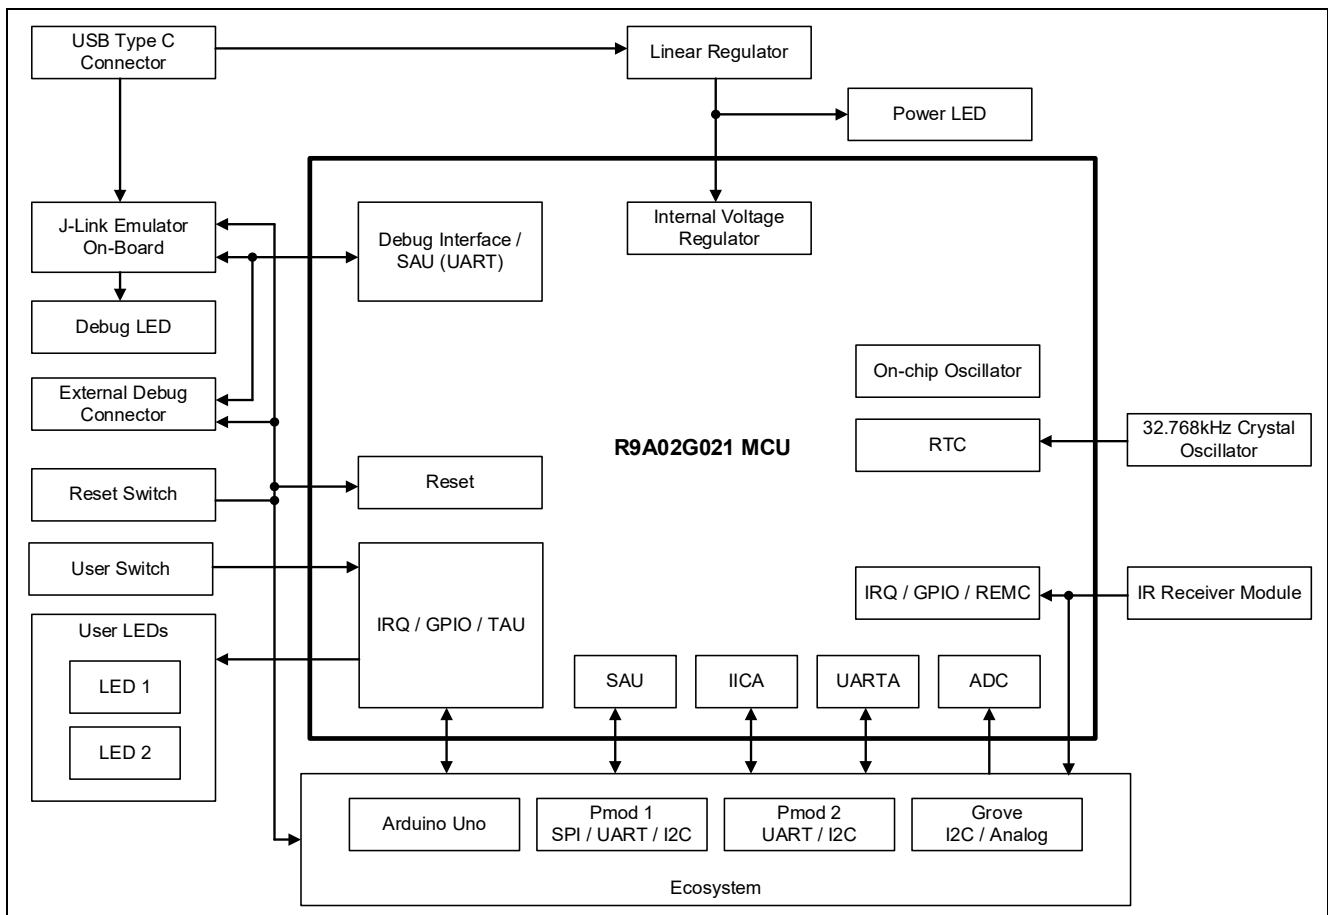 USB Type C
Connector
Linear Regulator
Power LED
J-Link Emulator
On-Board
Debug Interface /
SAU (UART)
Internal Voltage
Regulator
Debug LED
On-chip Oscillator
External Debug
Connector
R9A02G021 MCU
RTC
32.768kHz Crystal
Oscillator
Reset Switch
Reset
User Switch
IRQ / GPIO / TAU
IRQ / GPIO / REMC
IR Receiver Module
User LEDs
LED 1
LED 2
SAU
IICA
UARTA
ADC
Arduino Uno
Pmod 1
SPI / UART / I2C
Pmod 2
UART / I2C
Grove
I2C / Analog
Ecosystem